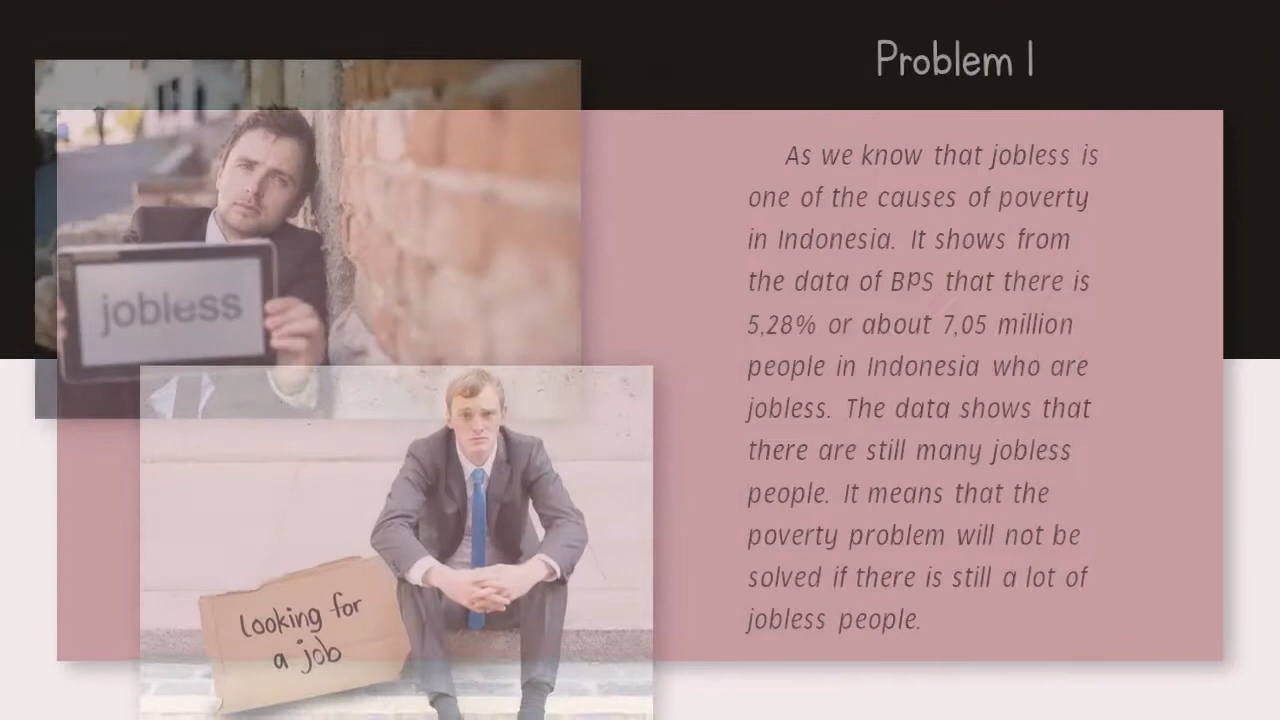 Problem 1
As we know that jobless is
one of the causes of poverty
in Indonesia. It shows from
the data of BPS that there is
5,28% or about 7,05 million
people in Indonesia who are
jobless. The data shows that
there are still many jobless
people. It means that the
poverty problem will not be
solved if there is still a lot of
jobless people.
jobless
Looking for
a job